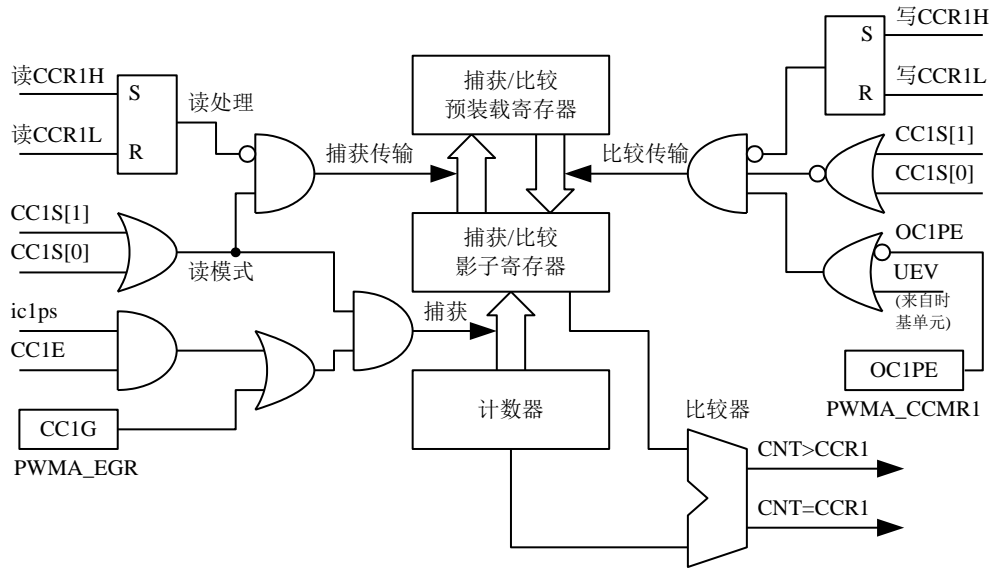 读CCR1H
S
读处理
读CCR1L
R
捕获传输
CC1S[1]
CC1S[0]
读模式
ic1ps
CC1E
捕获
CC1G
PWMA_EGR
捕获/比较
预装载寄存器
捕获/比较
影子寄存器
计数器
写CCR1H
S
写CCR1L
R
比较传输
CC1S[1]
CC1S[0]
OC1PE
UEV
(来自时
基单元)
OC1PE
PWMA_CCMR1
比较器
CNT>CCR1
CNT=CCR1